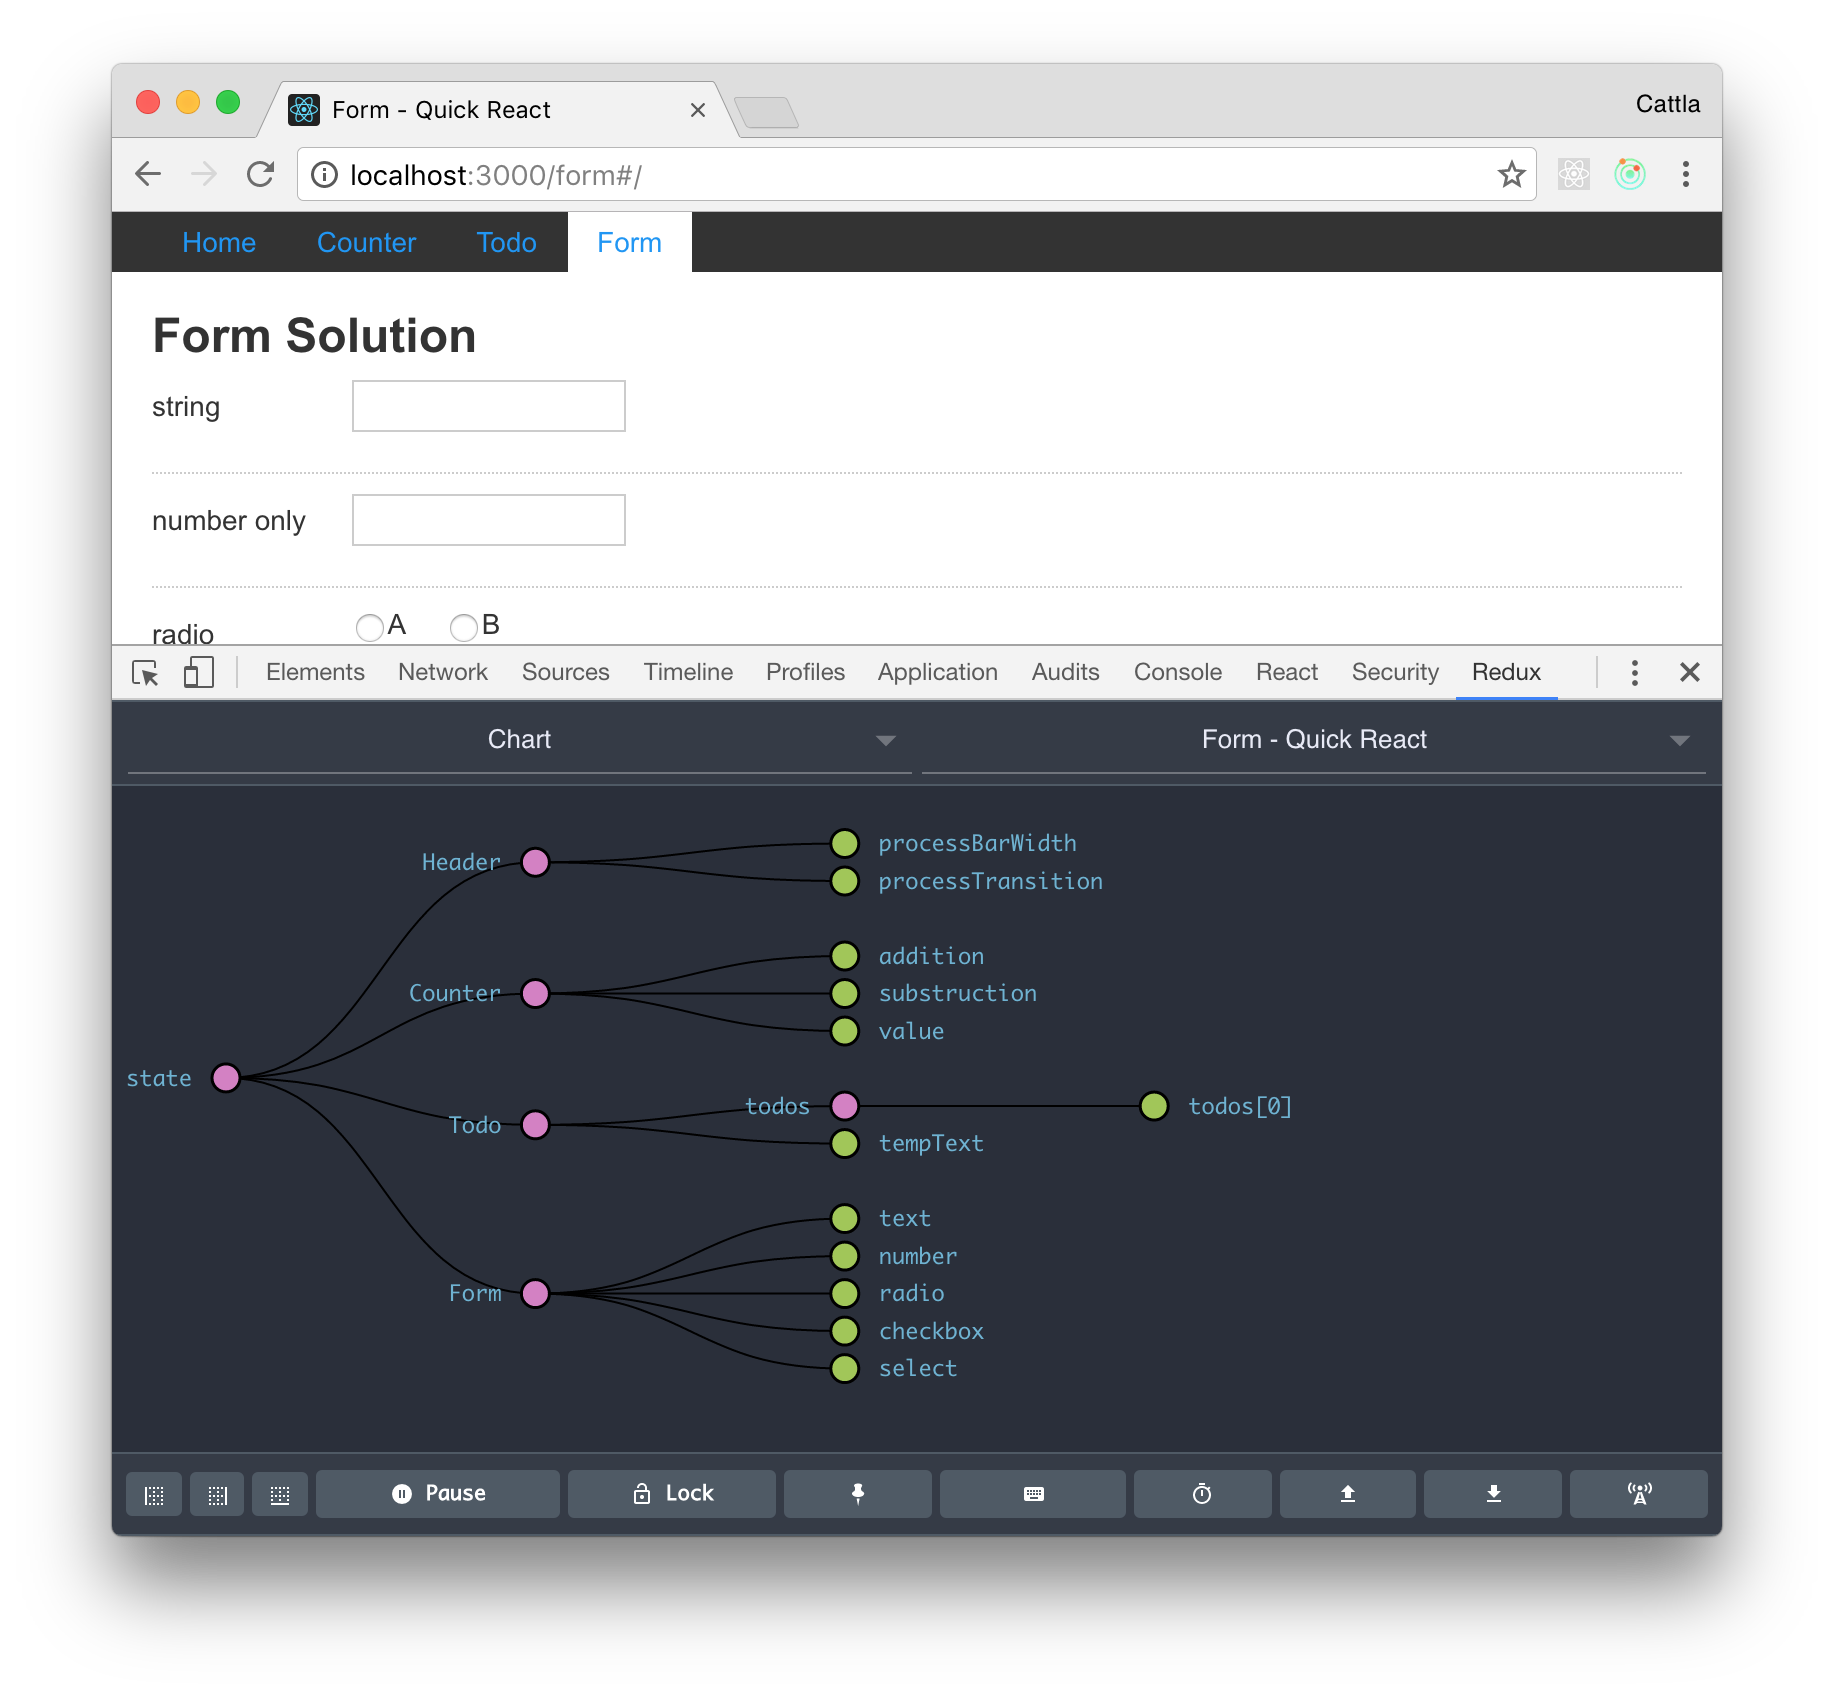 Form - Quick React
Cattla
localhost:3000/form#/
Home Counter Todo Form
Form Solution
string
number only
radio A B
Elements Network Sources Timeline Profiles Application Audits Console React Security Redux
Chart Form - Quick React
processBarWidth
Header
processTransition
addition
Counter substruction
value
state
todos todos[0]
Todo
tempText
text
number
Form radio
checkbox
select
Pause Lock